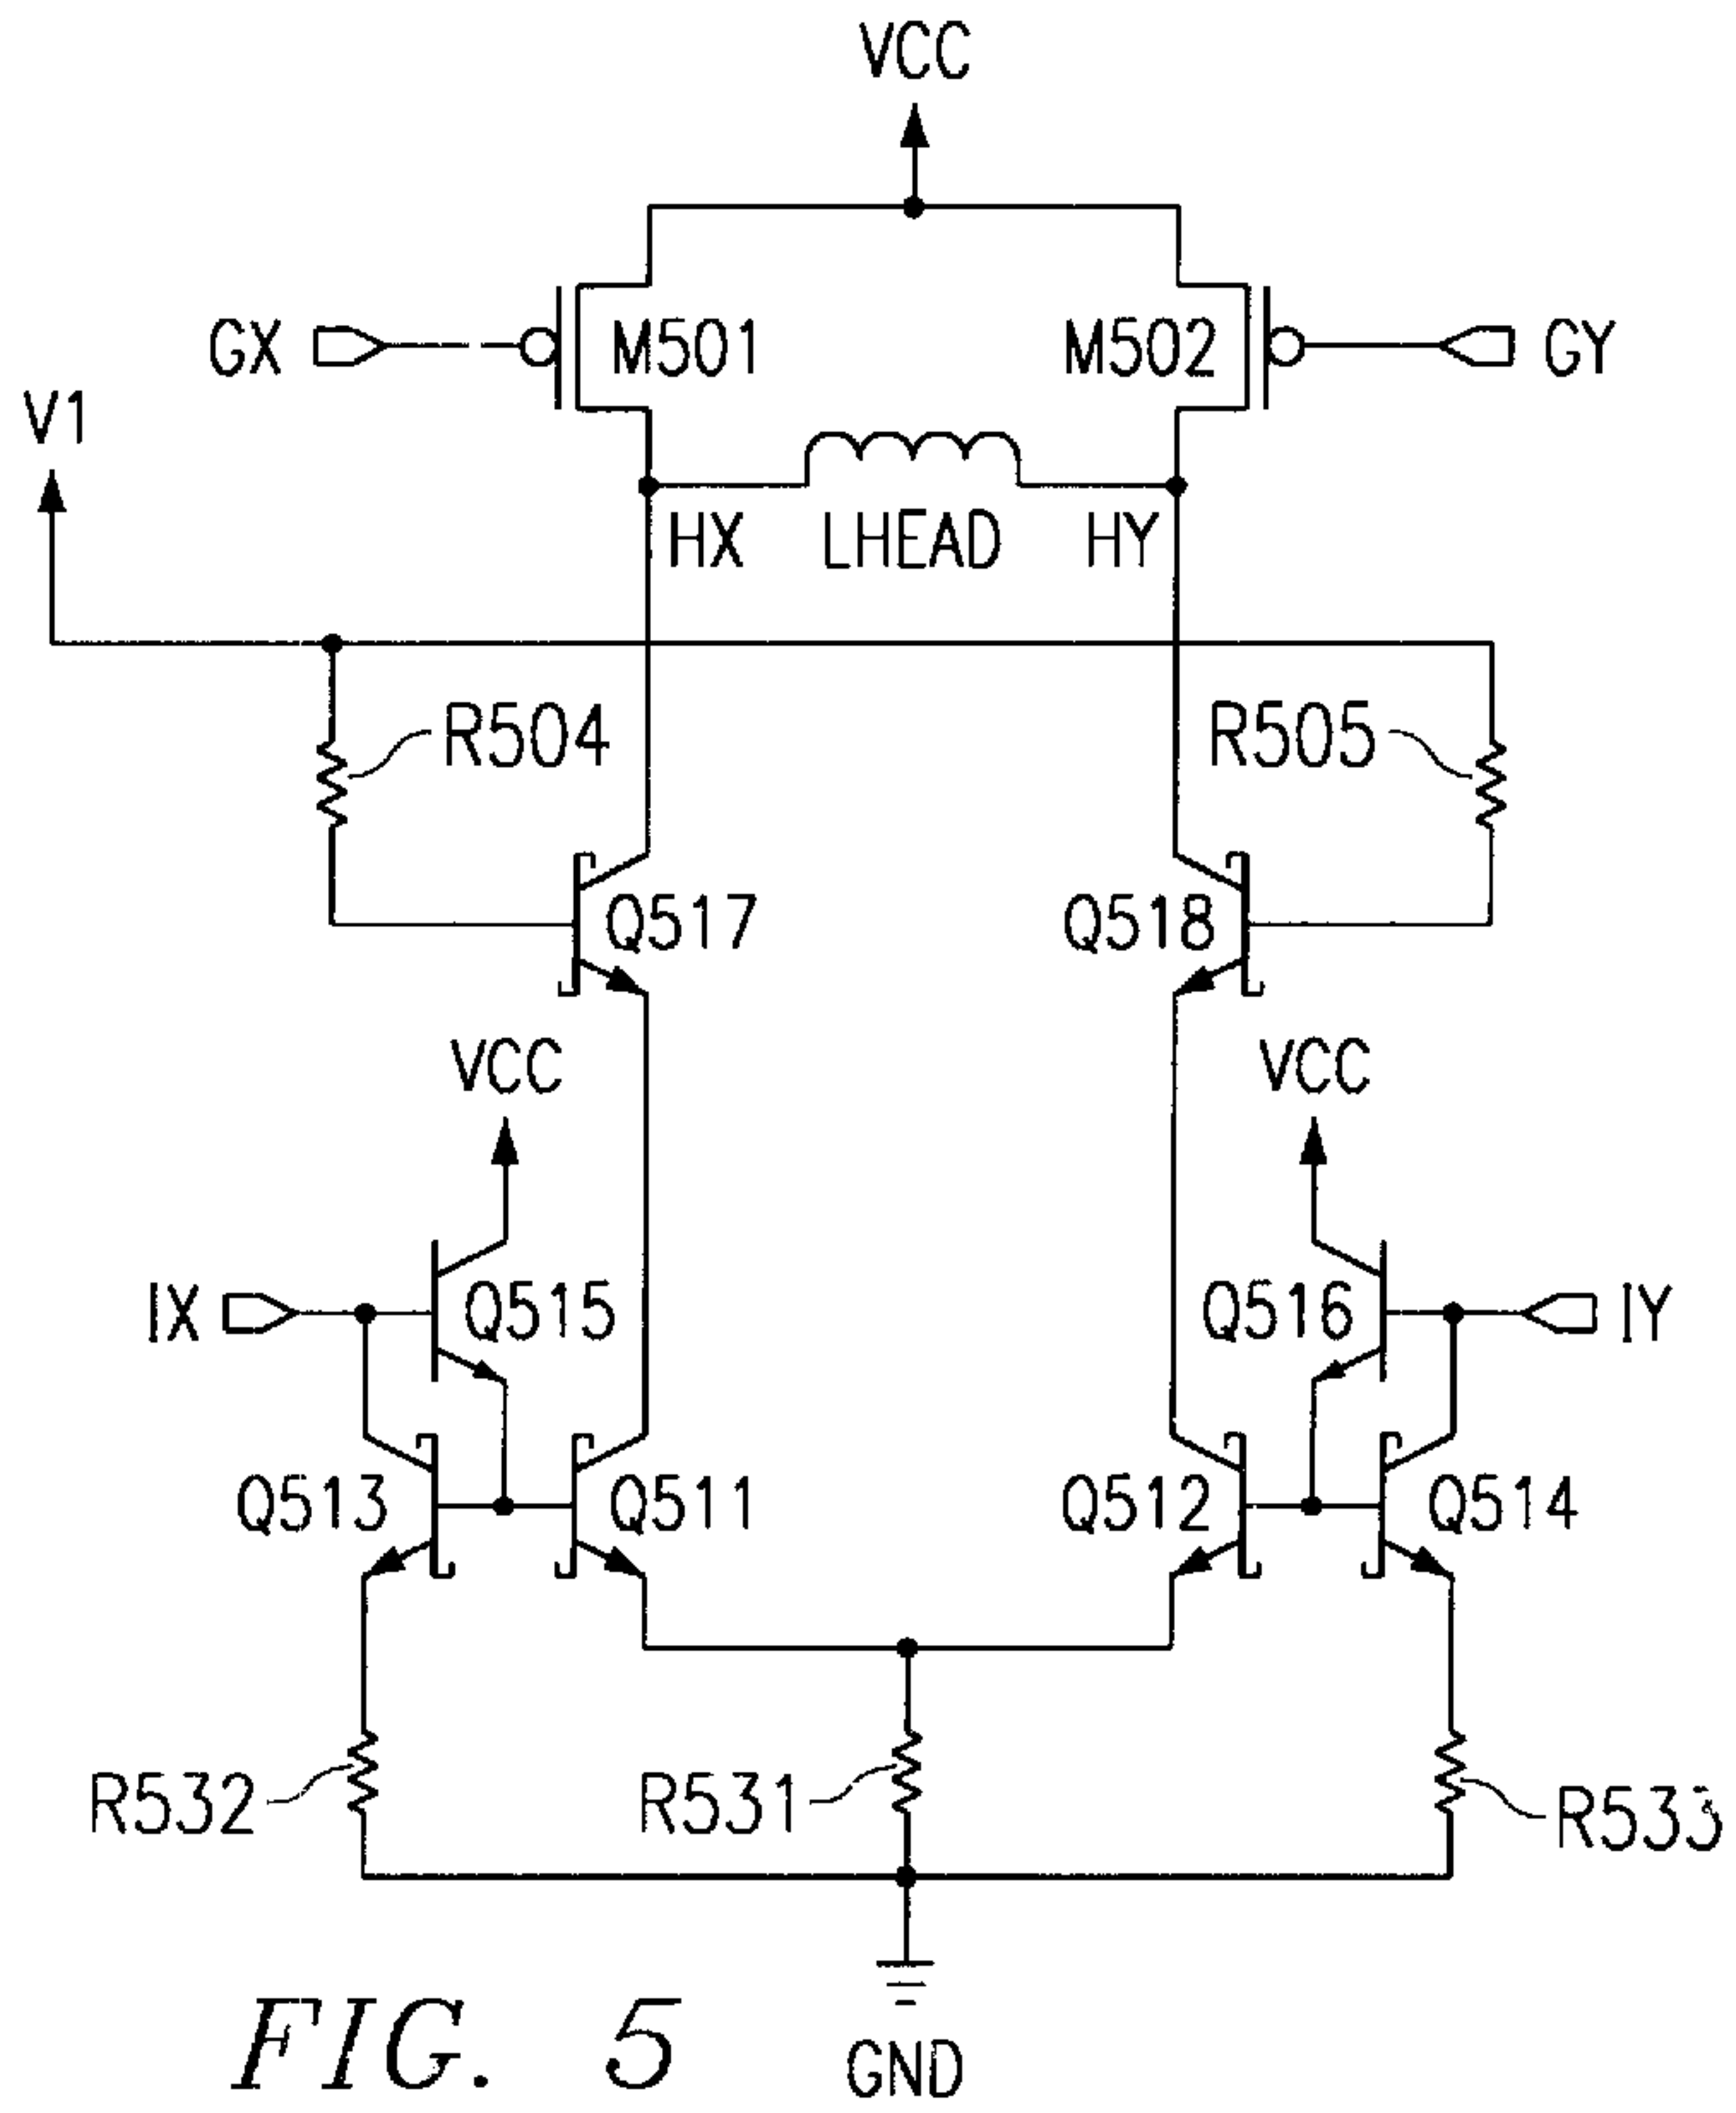 VCC
GX
M501
M502
GY
V1
HX
LHEAD
HY
R504
R505
Q517
Q518
VCC
VCC
IX
Q515
Q516
IY
Q513
Q511
Q512
Q514
R532
R531
R533
FIG. 5
GND